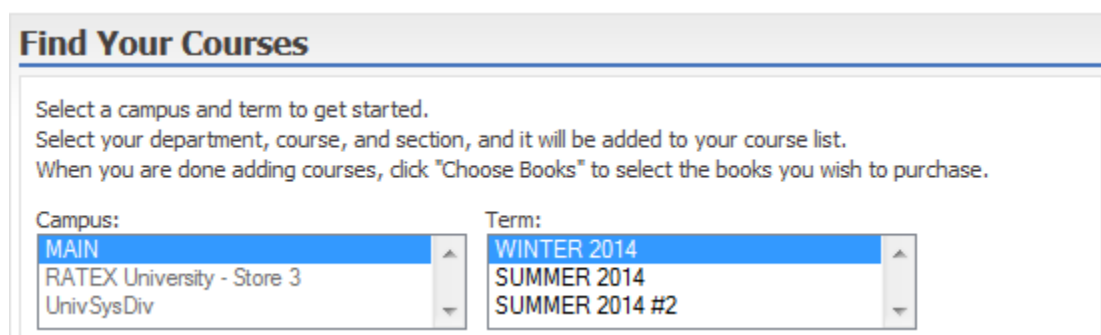 Find Your Courses
Select a campus and term to get started.
Select your department, course, and section, and it will be added to your course list.
When you are done adding courses, click "Choose Books" to select the books you wish to purchase.
Campus:
MAIN
RATEX University - Store 3
UnivSysDiv
Term:
WINTER 2014
SUMMER 2014
SUMMER 2014 #2